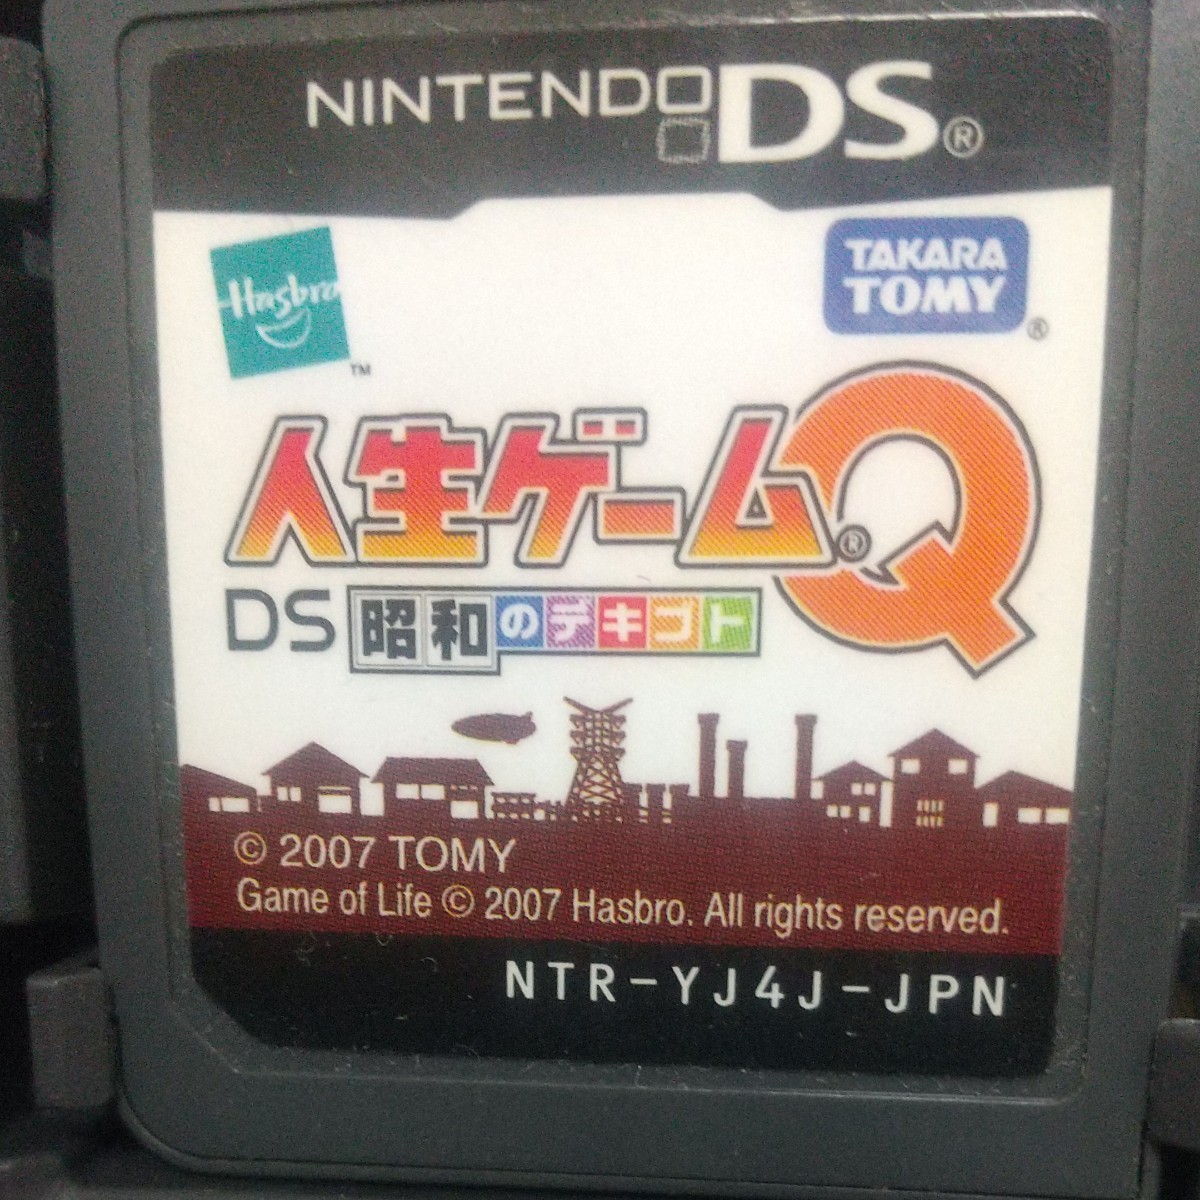 NINTENDO DS®
Hasbro
™
TAKARA
TOMY
®
人生ゲームQ
®
DS 昭和のデキゴト
© 2007 TOMY
Game of Life © 2007 Hasbro. All rights reserved.
NTR-YJ4J-JPN